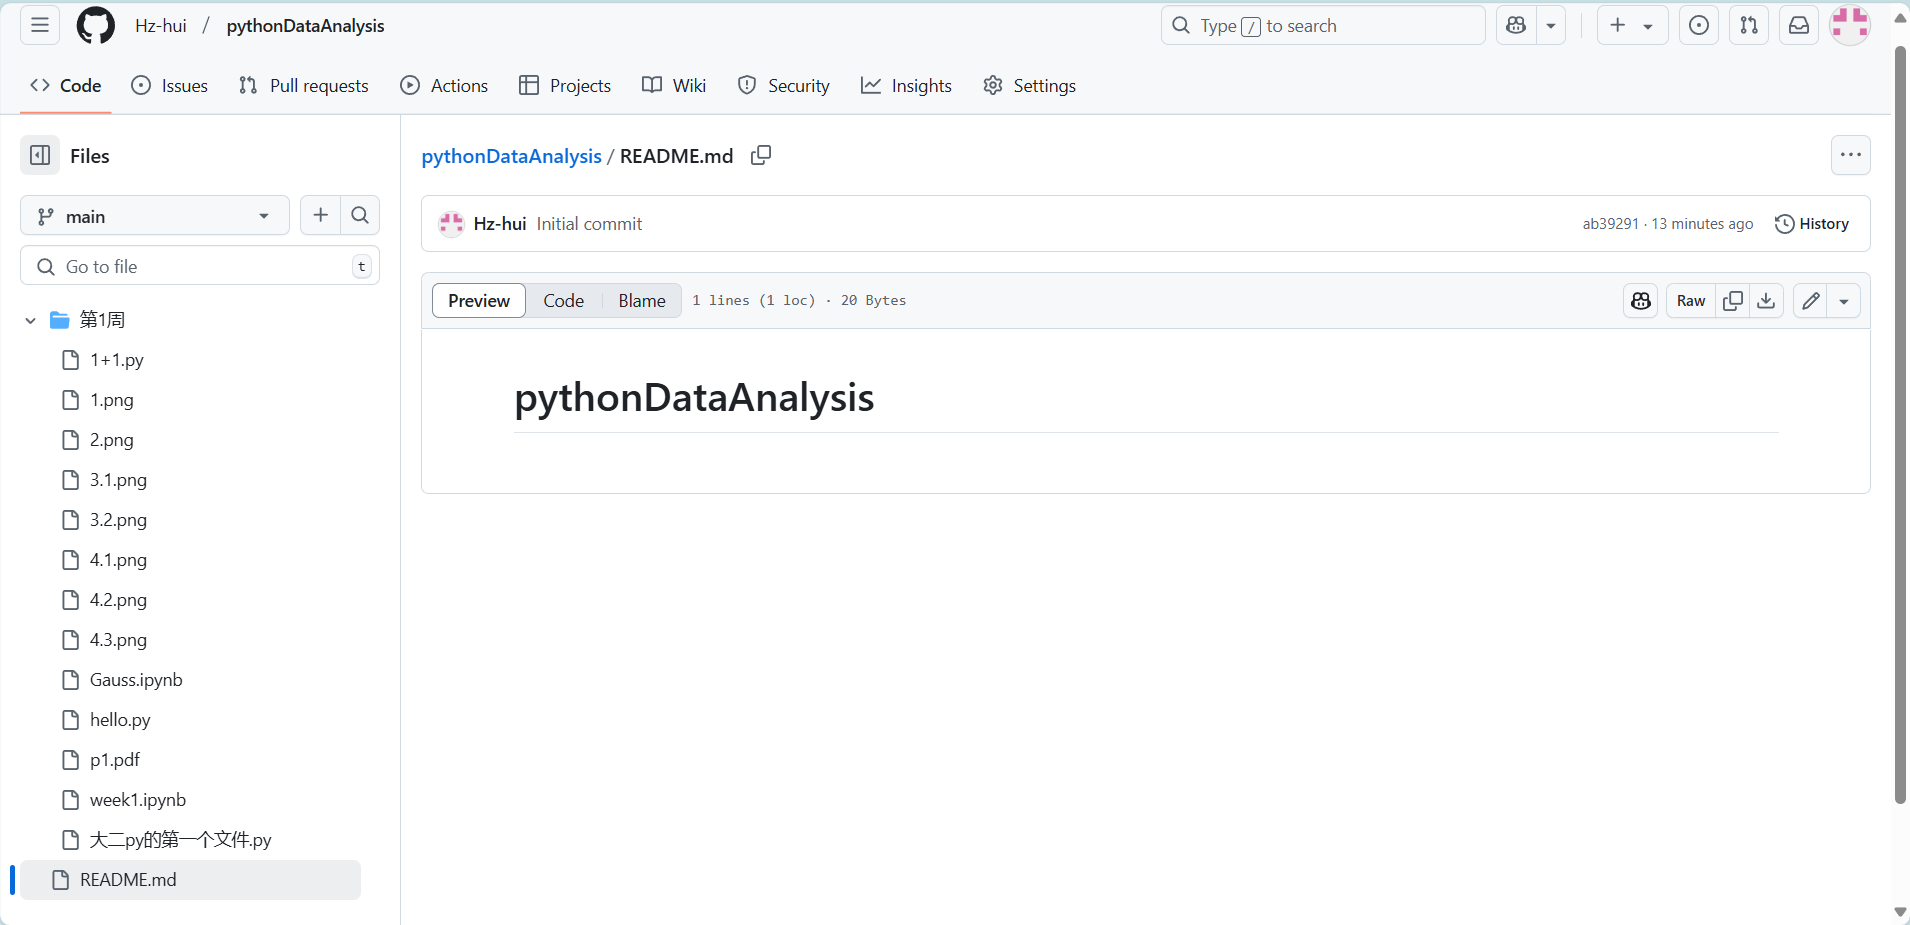 Hz-hui / pythonDataAnalysis
Type / to search
Code Issues Pull requests Actions Projects Wiki Security Insights Settings
Files
main
Go to file t
第1周
1+1.py
1.png
2.png
3.1.png
3.2.png
4.1.png
4.2.png
4.3.png
Gauss.ipynb
hello.py
p1.pdf
week1.ipynb
大二py的第一个文件.py
README.md
pythonDataAnalysis / README.md
Hz-hui Initial commit
ab39291 · 13 minutes ago History
Preview Code Blame 1 lines (1 loc) · 20 Bytes Raw
pythonDataAnalysis